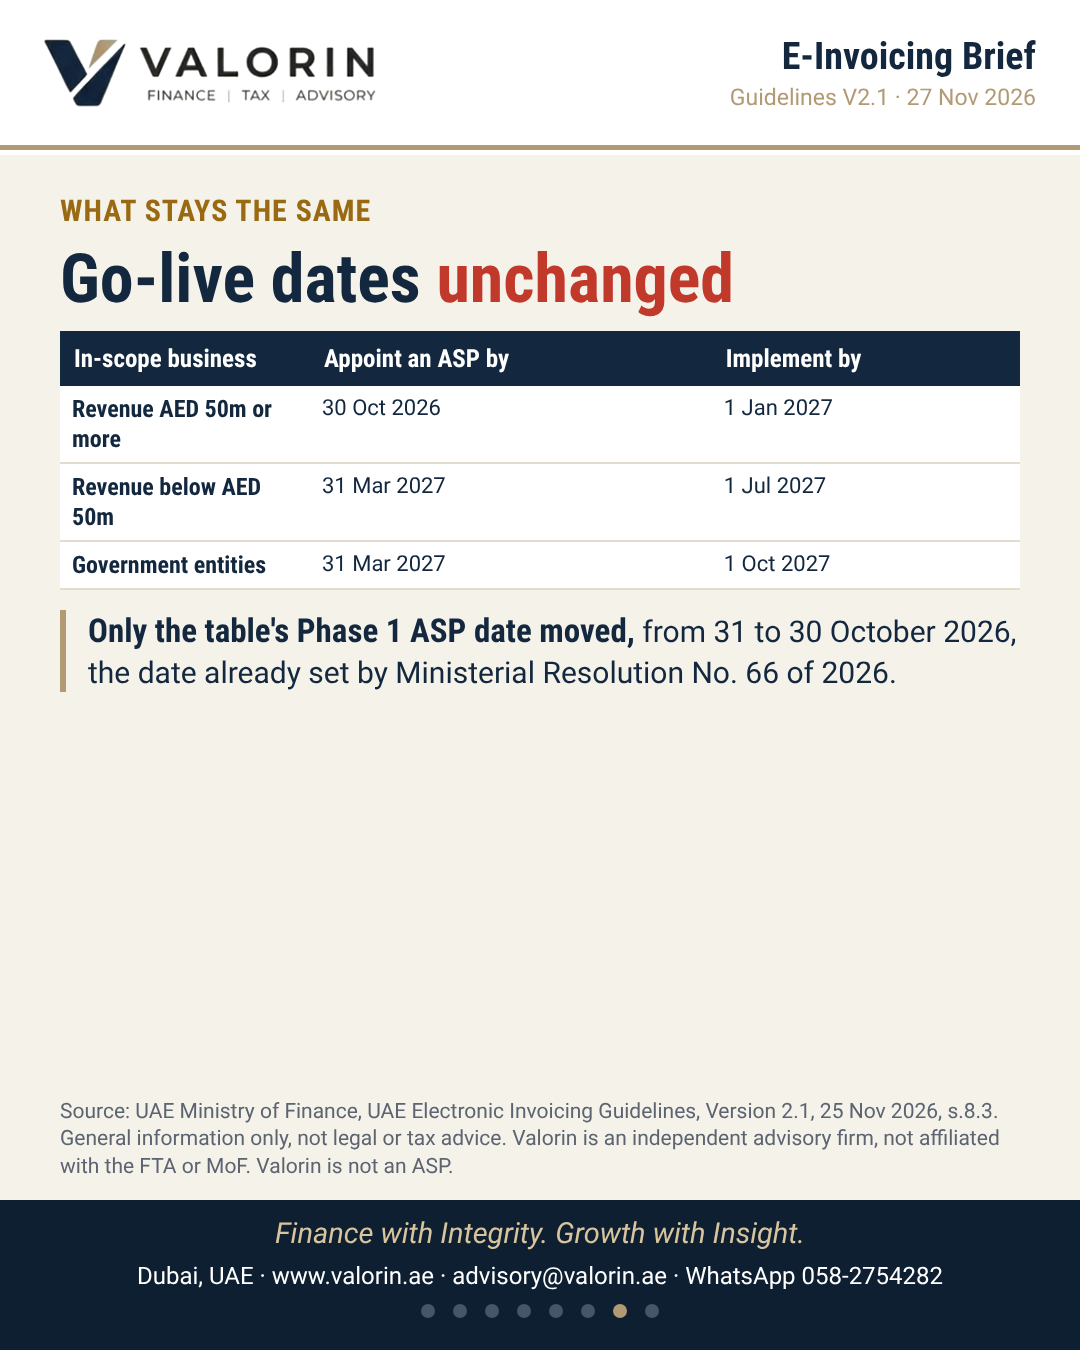 VALORIN
FINANCE | TAX | ADVISORY
E-Invoicing Brief
Guidelines V2.1 · 27 Nov 2026
WHAT STAYS THE SAME
Go-live dates unchanged
In-scope business Appoint an ASP by Implement by
Revenue AED 50m or more 30 Oct 2026 1 Jan 2027
Revenue below AED 50m 31 Mar 2027 1 Jul 2027
Government entities 31 Mar 2027 1 Oct 2027
Only the table's Phase 1 ASP date moved, from 31 to 30 October 2026,
the date already set by Ministerial Resolution No. 66 of 2026.
Source: UAE Ministry of Finance, UAE Electronic Invoicing Guidelines, Version 2.1, 25 Nov 2026, s.8.3.
General information only, not legal or tax advice. Valorin is an independent advisory firm, not affiliated
with the FTA or MoF. Valorin is not an ASP.
Finance with Integrity. Growth with Insight.
Dubai, UAE · www.valorin.ae · advisory@valorin.ae · WhatsApp 058-2754282